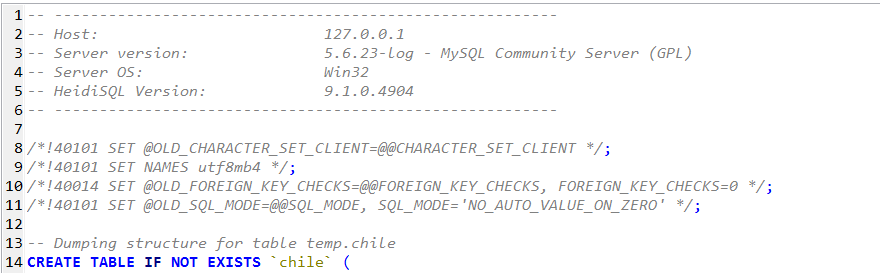 1 -- --------------------------------------------------------
2 -- Host:                         127.0.0.1
3 -- Server version:               5.6.23-log - MySQL Community Server (GPL)
4 -- Server OS:                    Win32
5 -- HeidiSQL Version:             9.1.0.4904
6 -- --------------------------------------------------------
7
8 /*!40101 SET @OLD_CHARACTER_SET_CLIENT=@@CHARACTER_SET_CLIENT */;
9 /*!40101 SET NAMES utf8mb4 */;
10 /*!40014 SET @OLD_FOREIGN_KEY_CHECKS=@@FOREIGN_KEY_CHECKS, FOREIGN_KEY_CHECKS=0 */;
11 /*!40101 SET @OLD_SQL_MODE=@@SQL_MODE, SQL_MODE='NO_AUTO_VALUE_ON_ZERO' */;
12
13 -- Dumping structure for table temp.chile
14 CREATE TABLE IF NOT EXISTS `chile` (